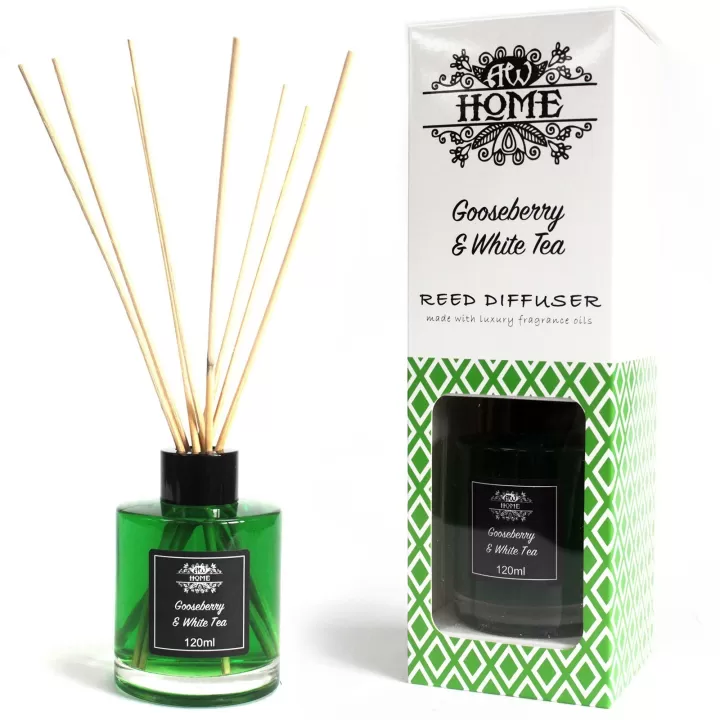 AW
HOME
Gooseberry
& White Tea
120ml
AW
HOME
Gooseberry
& White Tea
REED DIFFUSER
made with luxury fragrance oils
AW
HOME
Gooseberry
& White Tea
120ml